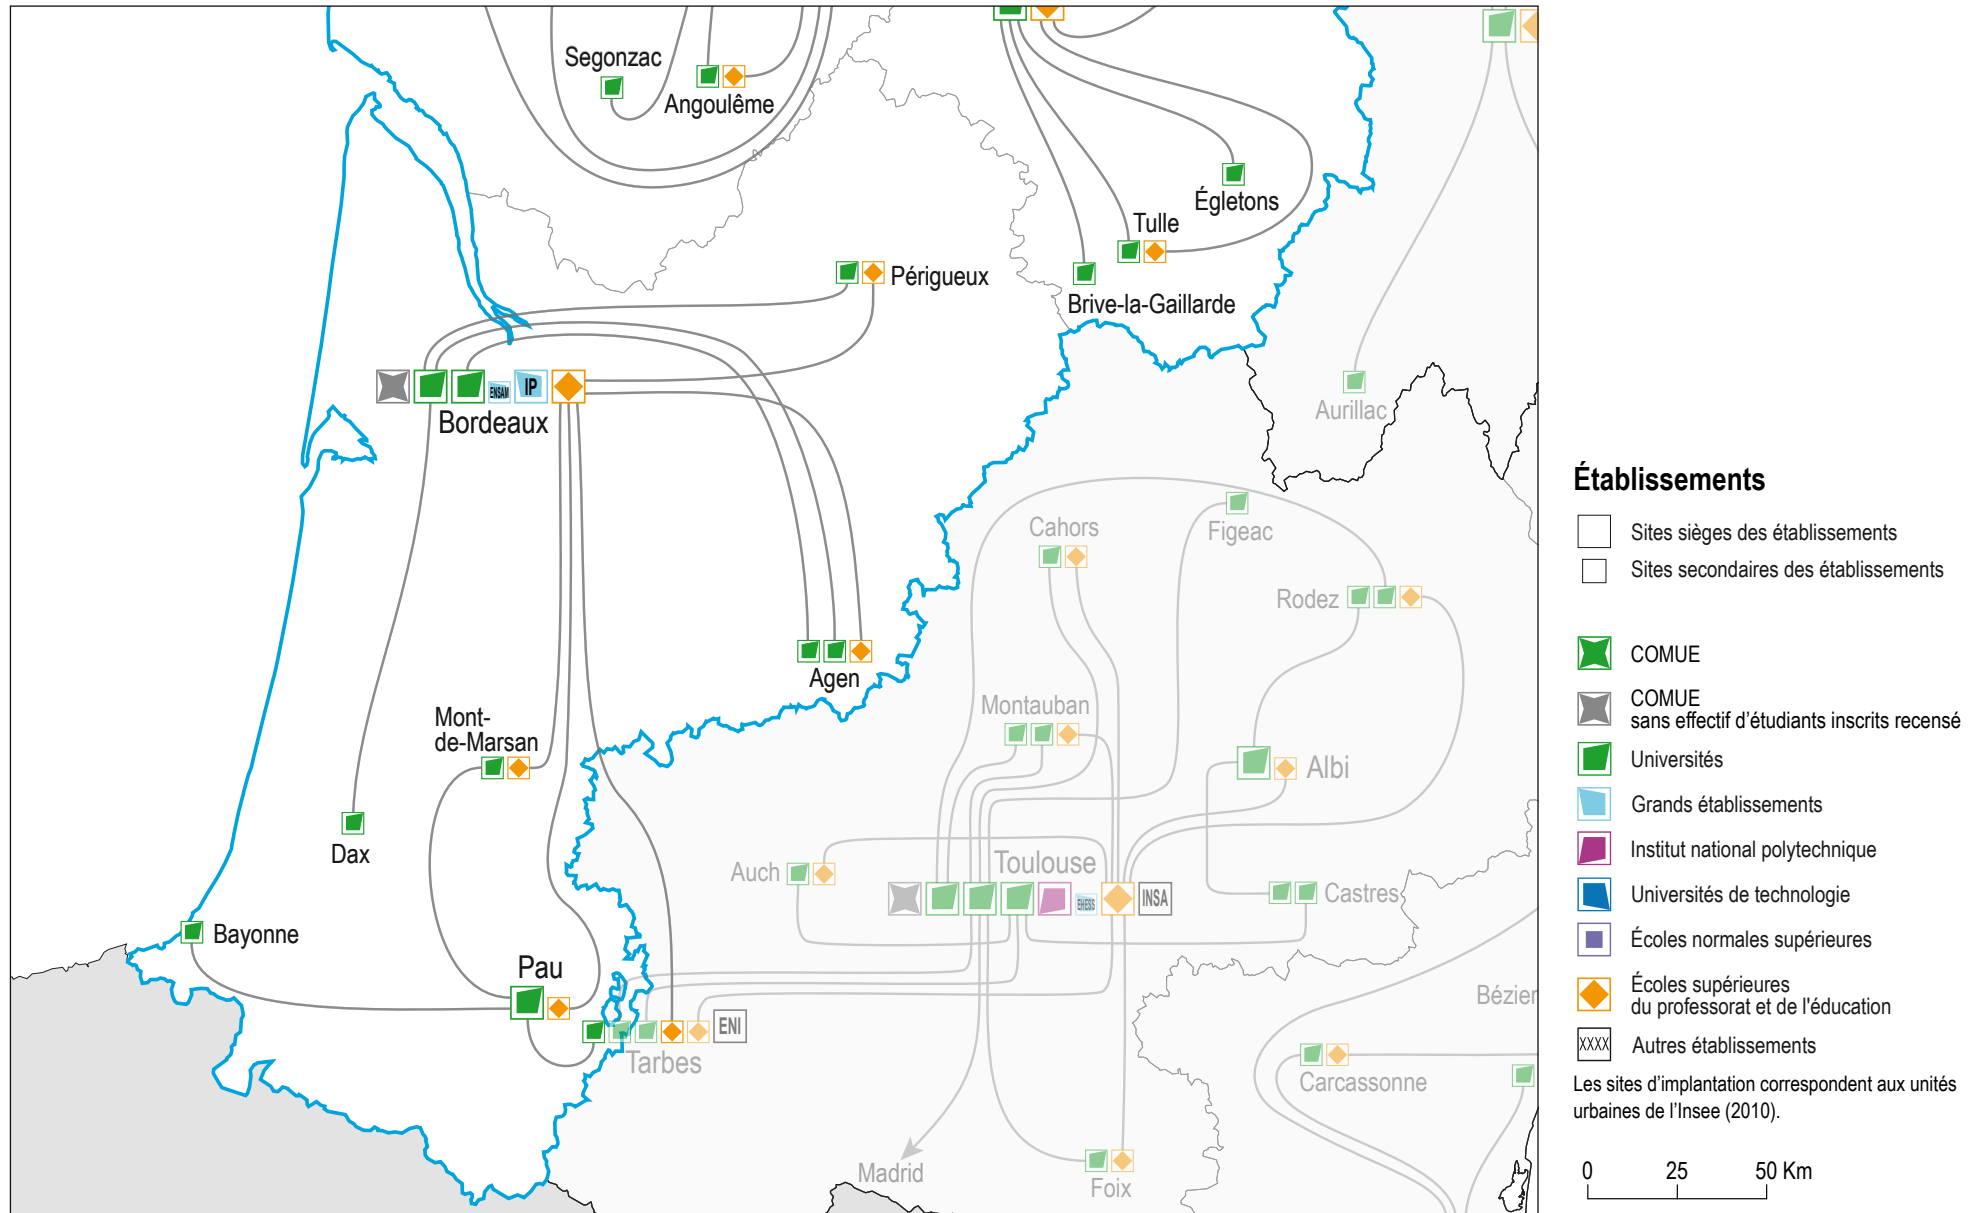 Segonzac
Angoulême
Égletons
Tulle
Périgueux
Brive-la-Gaillarde
ENSAM
IP
Bordeaux
Aurillac
Cahors
Figeac
Rodez
Agen
Montauban
Mont-
de-Marsan
Albi
Dax
Auch
Toulouse
EHESS
INSA
Castres
Bayonne
Pau
Bézier
ENI
Tarbes
Carcassonne
Madrid
Foix
Établissements
Sites sièges des établissements
Sites secondaires des établissements
COMUE
COMUE
sans effectif d'étudiants inscrits recensé
Universités
Grands établissements
Institut national polytechnique
Universités de technologie
Écoles normales supérieures
Écoles supérieures
du professorat et de l'éducation
XXXX Autres établissements
Les sites d'implantation correspondent aux unités
urbaines de l'Insee (2010).
0 25 50 Km